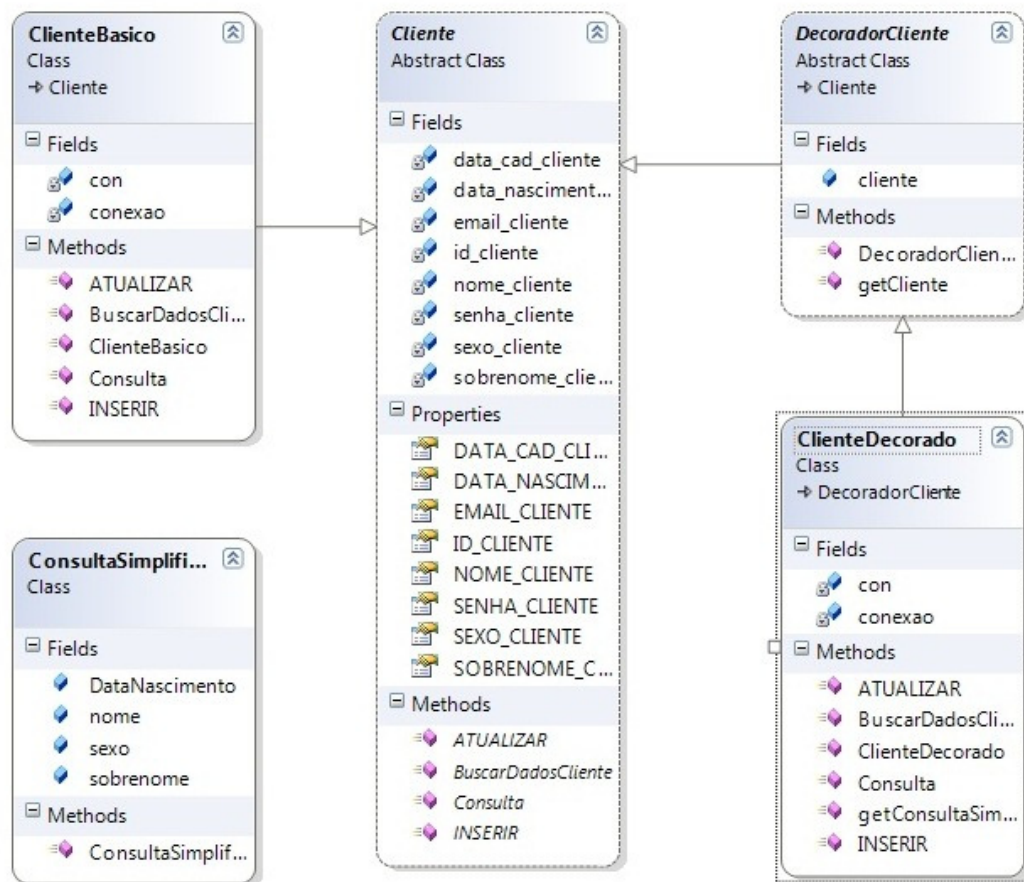 ClienteBasico
Class
Cliente
Fields
con
conexao
Methods
ATUALIZAR
BuscarDadosCli...
ClienteBasico
Consulta
INSERIR
ConsultaSimplifi...
Class
Fields
DataNascimento
nome
sexo
sobrenome
Methods
ConsultaSimplif...
Cliente
Abstract Class
Fields
data_cad_cliente
data_nasciment...
email_cliente
id_cliente
nome_cliente
senha_cliente
sexo_cliente
sobrenome_clie...
Properties
DATA_CAD_CLI...
DATA_NASCIM...
EMAIL_CLIENTE
ID_CLIENTE
NOME_CLIENTE
SENHA_CLIENTE
SEXO_CLIENTE
SOBRENOME_C...
Methods
ATUALIZAR
BuscarDadosCliente
Consulta
INSERIR
DecoradorCliente
Abstract Class
Cliente
Fields
cliente
Methods
DecoradorClien...
getCliente
ClienteDecorado
Class
DecoradorCliente
Fields
con
conexao
Methods
ATUALIZAR
BuscarDadosCli...
ClienteDecorado
Consulta
getConsultaSim...
INSERIR